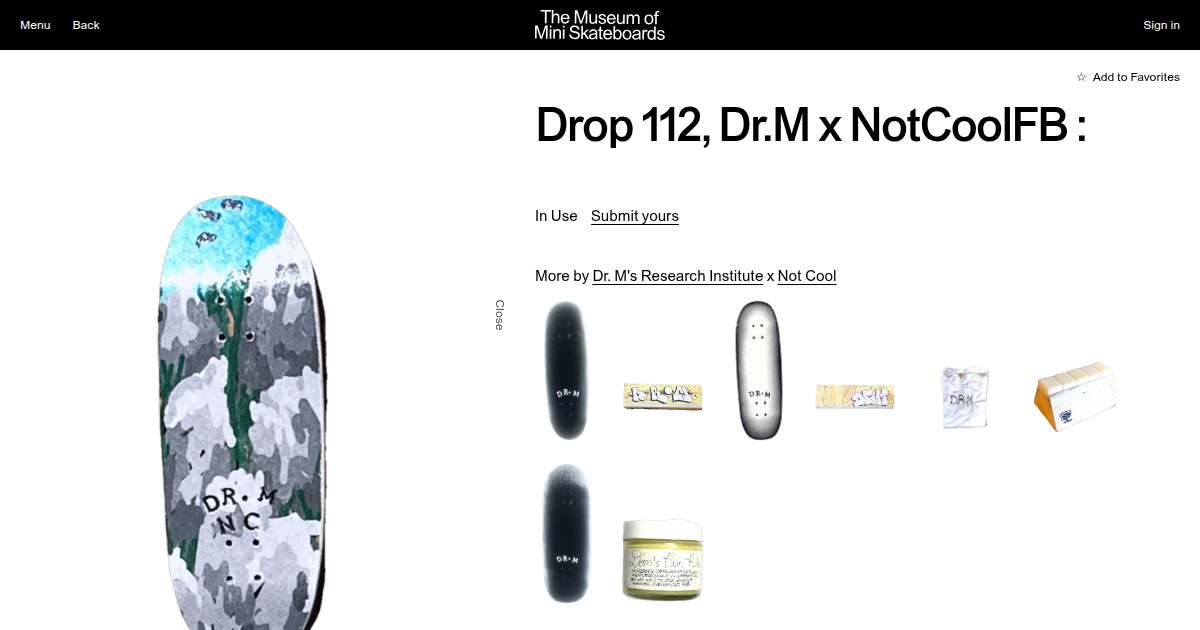 Menu
Back
The Museum of
Mini Skateboards
Sign in
☆ Add to Favorites
Drop 112, Dr.M x NotCoolFB :
In Use
Submit yours
More by Dr. M's Research Institute x Not Cool
Close
DR.M
NC
DR.M
DR.M
DR.M
DR.M